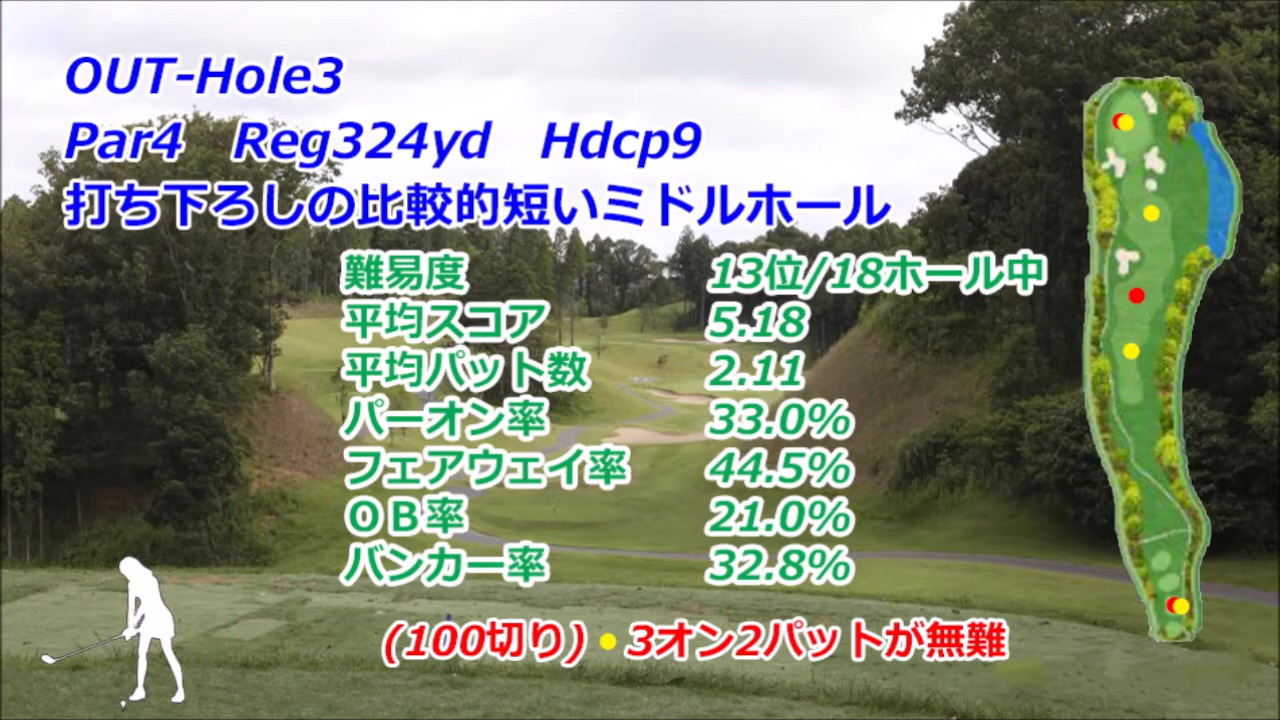 OUT-Hole3
Par4 Reg324yd Hdcp9
打ち下ろしの比較的短いミドルホール
難易度 13位/18ホール中
平均スコア 5.18
平均パット数 2.11
パーオン率 33.0%
フェアウェイ率 44.5%
ＯＢ率 21.0%
バンカー率 32.8%
(100切り)●3オン2パットが無難